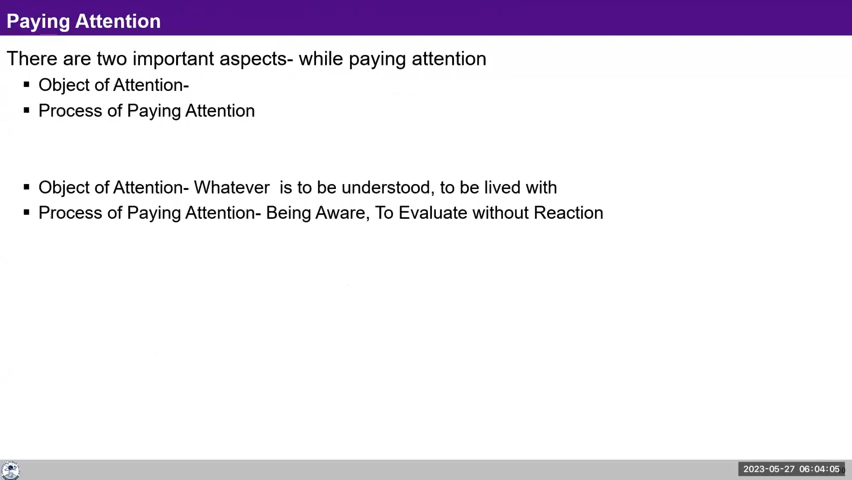 Paying Attention
There are two important aspects- while paying attention
▪ Object of Attention-
▪ Process of Paying Attention
▪ Object of Attention- Whatever  is to be understood, to be lived with
▪ Process of Paying Attention- Being Aware, To Evaluate without Reaction
2023-05-27 06:04:05